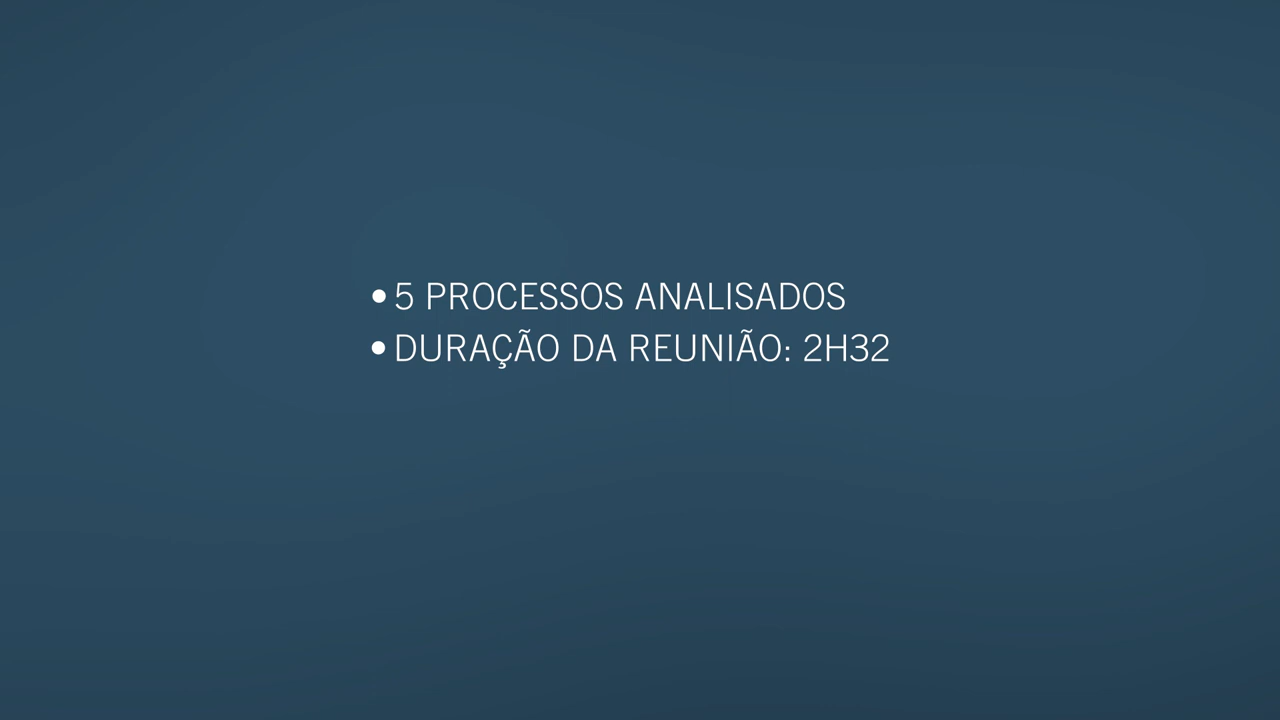 • 5 PROCESSOS ANALISADOS
• DURAÇÃO DA REUNIÃO: 2H32